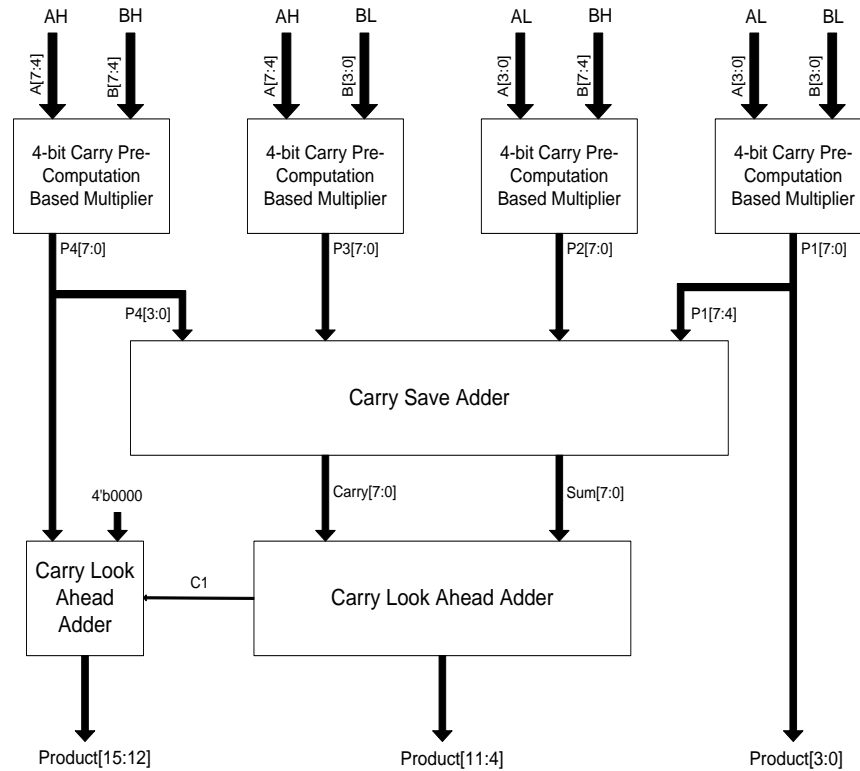 AH
BH
AH
BL
AL
BH
AL
BL
A[7:4]
B[7:4]
A[7:4]
B[3:0]
A[3:0]
B[7:4]
A[3:0]
B[3:0]
4-bit Carry Pre-
Computation
Based Multiplier
4-bit Carry Pre-
Computation
Based Multiplier
4-bit Carry Pre-
Computation
Based Multiplier
4-bit Carry Pre-
Computation
Based Multiplier
P4[7:0]
P3[7:0]
P2[7:0]
P1[7:0]
P4[3:0]
P1[7:4]
Carry Save Adder
4'b0000
Carry[7:0]
Sum[7:0]
Carry Look
Ahead
Adder
C1
Carry Look Ahead Adder
Product[15:12]
Product[11:4]
Product[3:0]